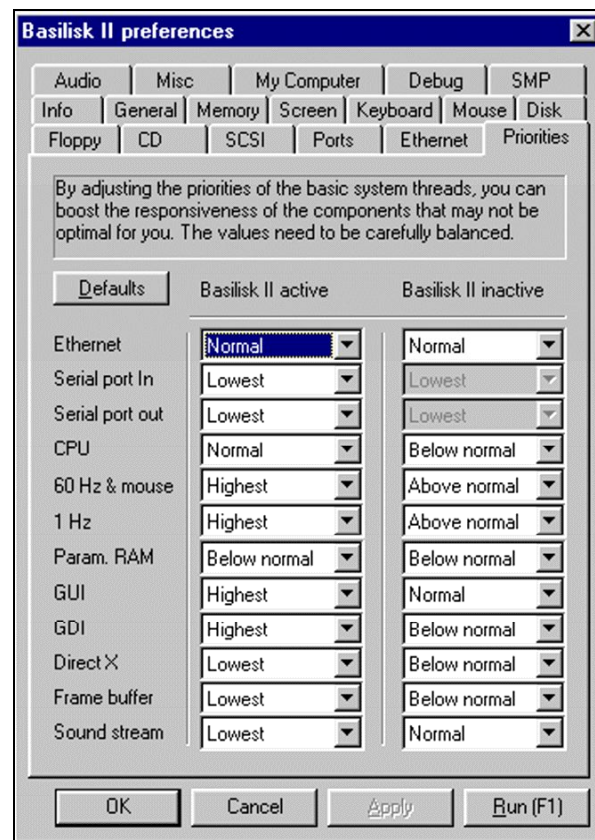 Basilisk II preferences
Audio Misc My Computer Debug SMP
Info General Memory Screen Keyboard Mouse Disk
Floppy CD SCSI Ports Ethernet Priorities
By adjusting the priorities of the basic system threads, you can
boost the responsiveness of the components that may not be
optimal for you. The values need to be carefully balanced.
Defaults Basilisk II active Basilisk II inactive
Ethernet Normal Normal
Serial port In Lowest Lowest
Serial port out Lowest Lowest
CPU Normal Below normal
60 Hz & mouse Highest Above normal
1 Hz Highest Above normal
Param. RAM Below normal Below normal
GUI Highest Normal
GDI Highest Below normal
Direct X Lowest Below normal
Frame buffer Lowest Below normal
Sound stream Lowest Normal
OK Cancel Apply Run (F1)